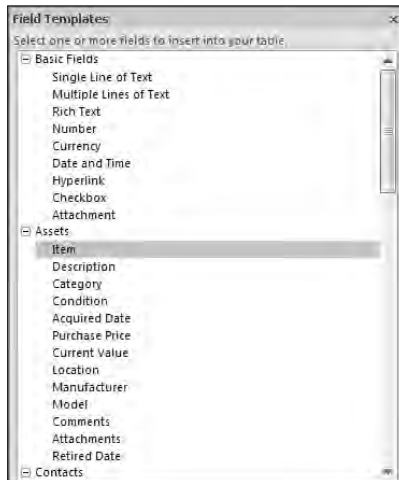 Field Templates
Select one or more fields to insert into your table
Basic Fields
Single Line of Text
Multiple Lines of Text
Rich Text
Number
Currency
Date and Time
Hyperlink
Checkbox
Attachment
Assets
Item
Description
Category
Condition
Acquired Date
Purchase Price
Current Value
Location
Manufacturer
Model
Comments
Attachments
Retired Date
Contacts